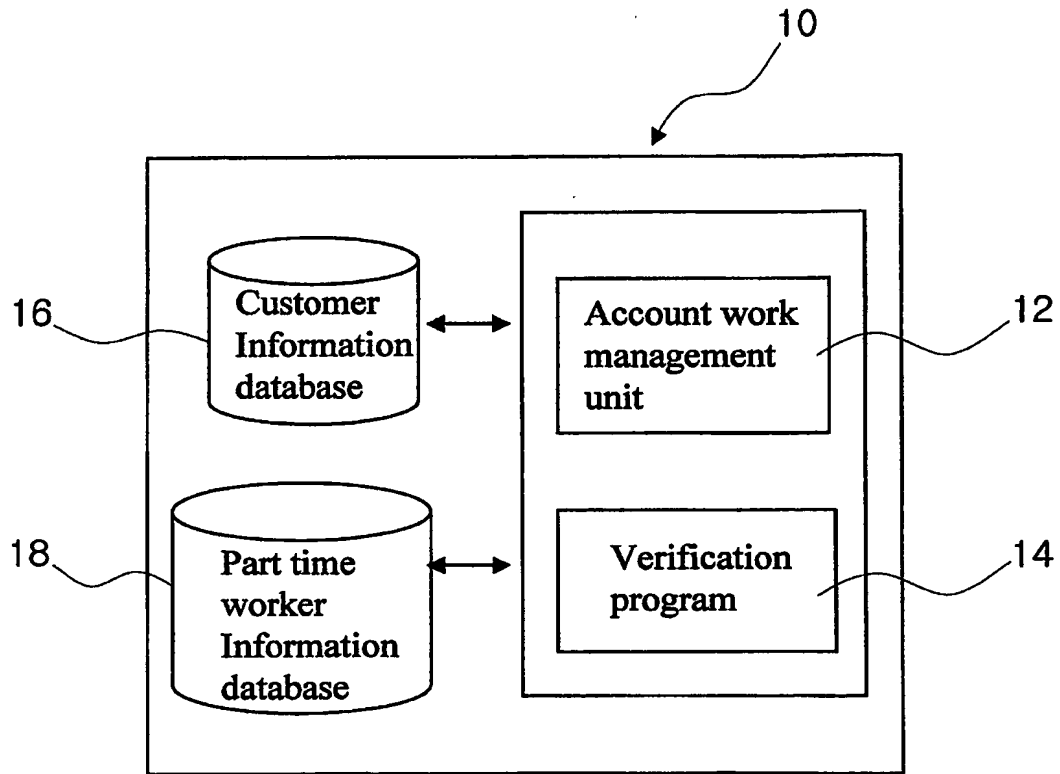 10
16
Customer
Information
database
Account work
management
unit
12
18
Part time
worker
Information
database
Verification
program
14